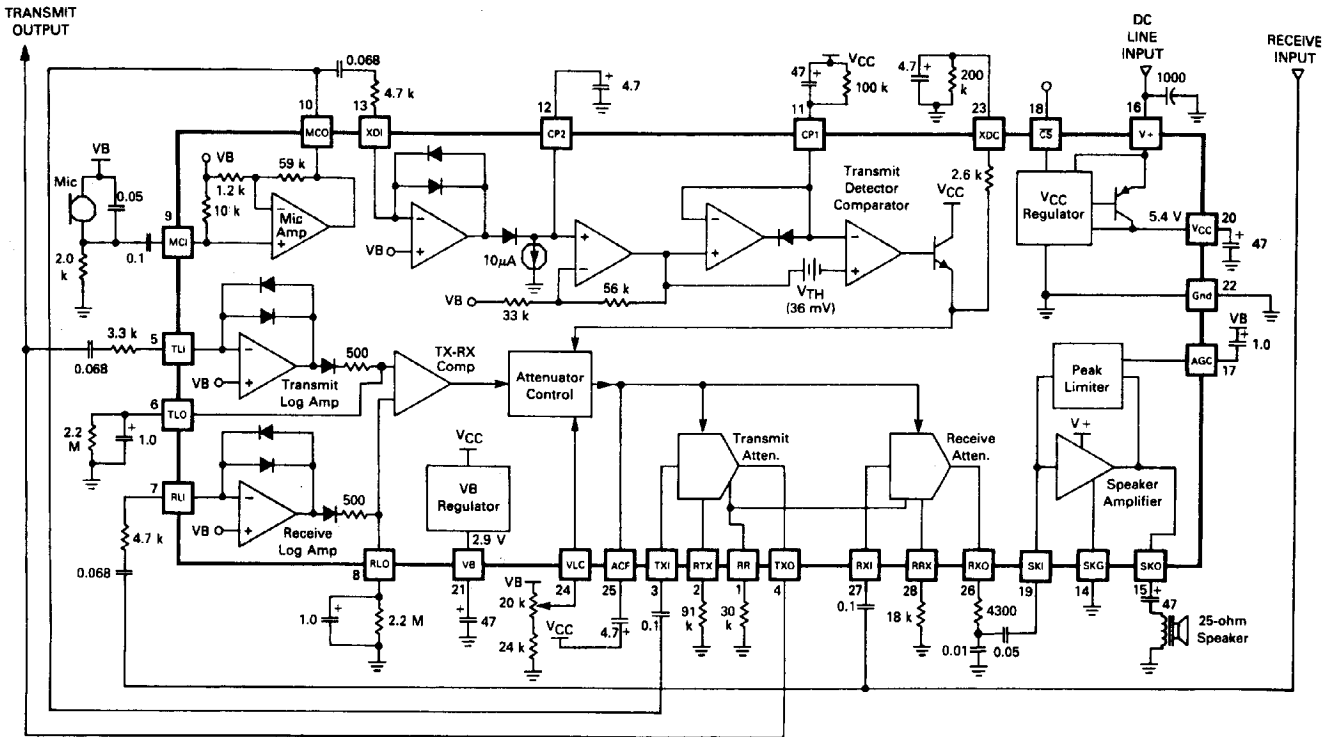 TRANSMIT
OUTPUT
DC
LINE
INPUT
RECEIVE
INPUT
0.068
4.7 k
10
13
12
4.7
47
+
VCC
100 k
11
4.7
+
200
k
23
18
1000
16
MCO
XDI
CP2
CP1
XDC
CS
V+
VB
Mic
0.05
9
MCI
0.1
2.0
k
VB
1.2 k
59 k
10 k
Mic
Amp
VB
10μA
VB
33 k
56 k
VTH
(36 mV)
Transmit
Detector
Comparator
VCC
2.6 k
VCC
Regulator
5.4 V
20
VCC
+
47
22
Gnd
VB
+
1.0
AGC
17
3.3 k
5
TLI
0.068
VB
Transmit
Log Amp
500
TX-RX
Comp
Attenuator
Control
Peak
Limiter
6
TLO
2.2
M
+
1.0
7
RLI
4.7 k
0.068
VB
Receive
Log Amp
500
VCC
VB
Regulator
2.9 V
Transmit
Atten.
Receive
Atten.
V+
Speaker
Amplifier
RLO
VB
VLC
ACF
TXI
RTX
RR
TXO
RXI
RRX
RXO
SKI
SKG
SKO
8
21
24
25
3
2
1
4
27
28
26
19
14
15
1.0
+
2.2 M
+
47
VB
20 k
24 k
VCC
4.7
+
0.1
91
k
30
k
0.1
18 k
4300
0.01
0.05
+
47
25-ohm
Speaker